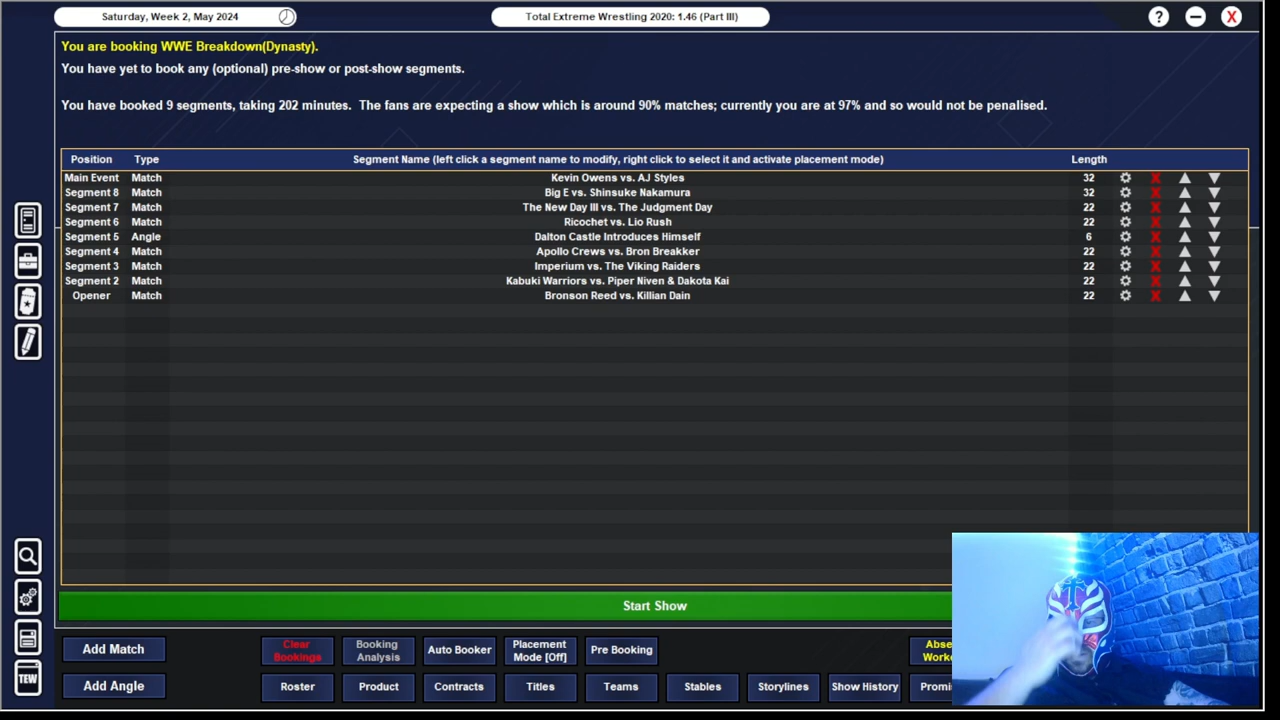 Saturday, Week 2, May 2024
Total Extreme Wrestling 2020: 1.46 (Part III)
?
X
You are booking WWE Breakdown(Dynasty).
You have yet to book any (optional) pre-show or post-show segments.
You have booked 9 segments, taking 202 minutes. The fans are expecting a show which is around 90% matches; currently you are at 97% and so would not be penalised.
Position Type Segment Name (left click a segment name to modify, right click to select it and activate placement mode) Length
Main Event Match Kevin Owens vs. AJ Styles 32 X
Segment 8 Match Big E vs. Shinsuke Nakamura 32 X
Segment 7 Match The New Day III vs. The Judgment Day 22 X
Segment 6 Match Ricochet vs. Lio Rush 22 X
Segment 5 Angle Dalton Castle Introduces Himself 6 X
Segment 4 Match Apollo Crews vs. Bron Breakker 22 X
Segment 3 Match Imperium vs. The Viking Raiders 22 X
Segment 2 Match Kabuki Warriors vs. Piper Niven & Dakota Kai 22 X
Opener Match Bronson Reed vs. Killian Dain 22 X
Start Show
Add Match
Clear Bookings
Booking Analysis
Auto Booker
Placement Mode [Off]
Pre Booking
Abse
Work
TEW
Add Angle
Roster
Product
Contracts
Titles
Teams
Stables
Storylines
Show History
Promi